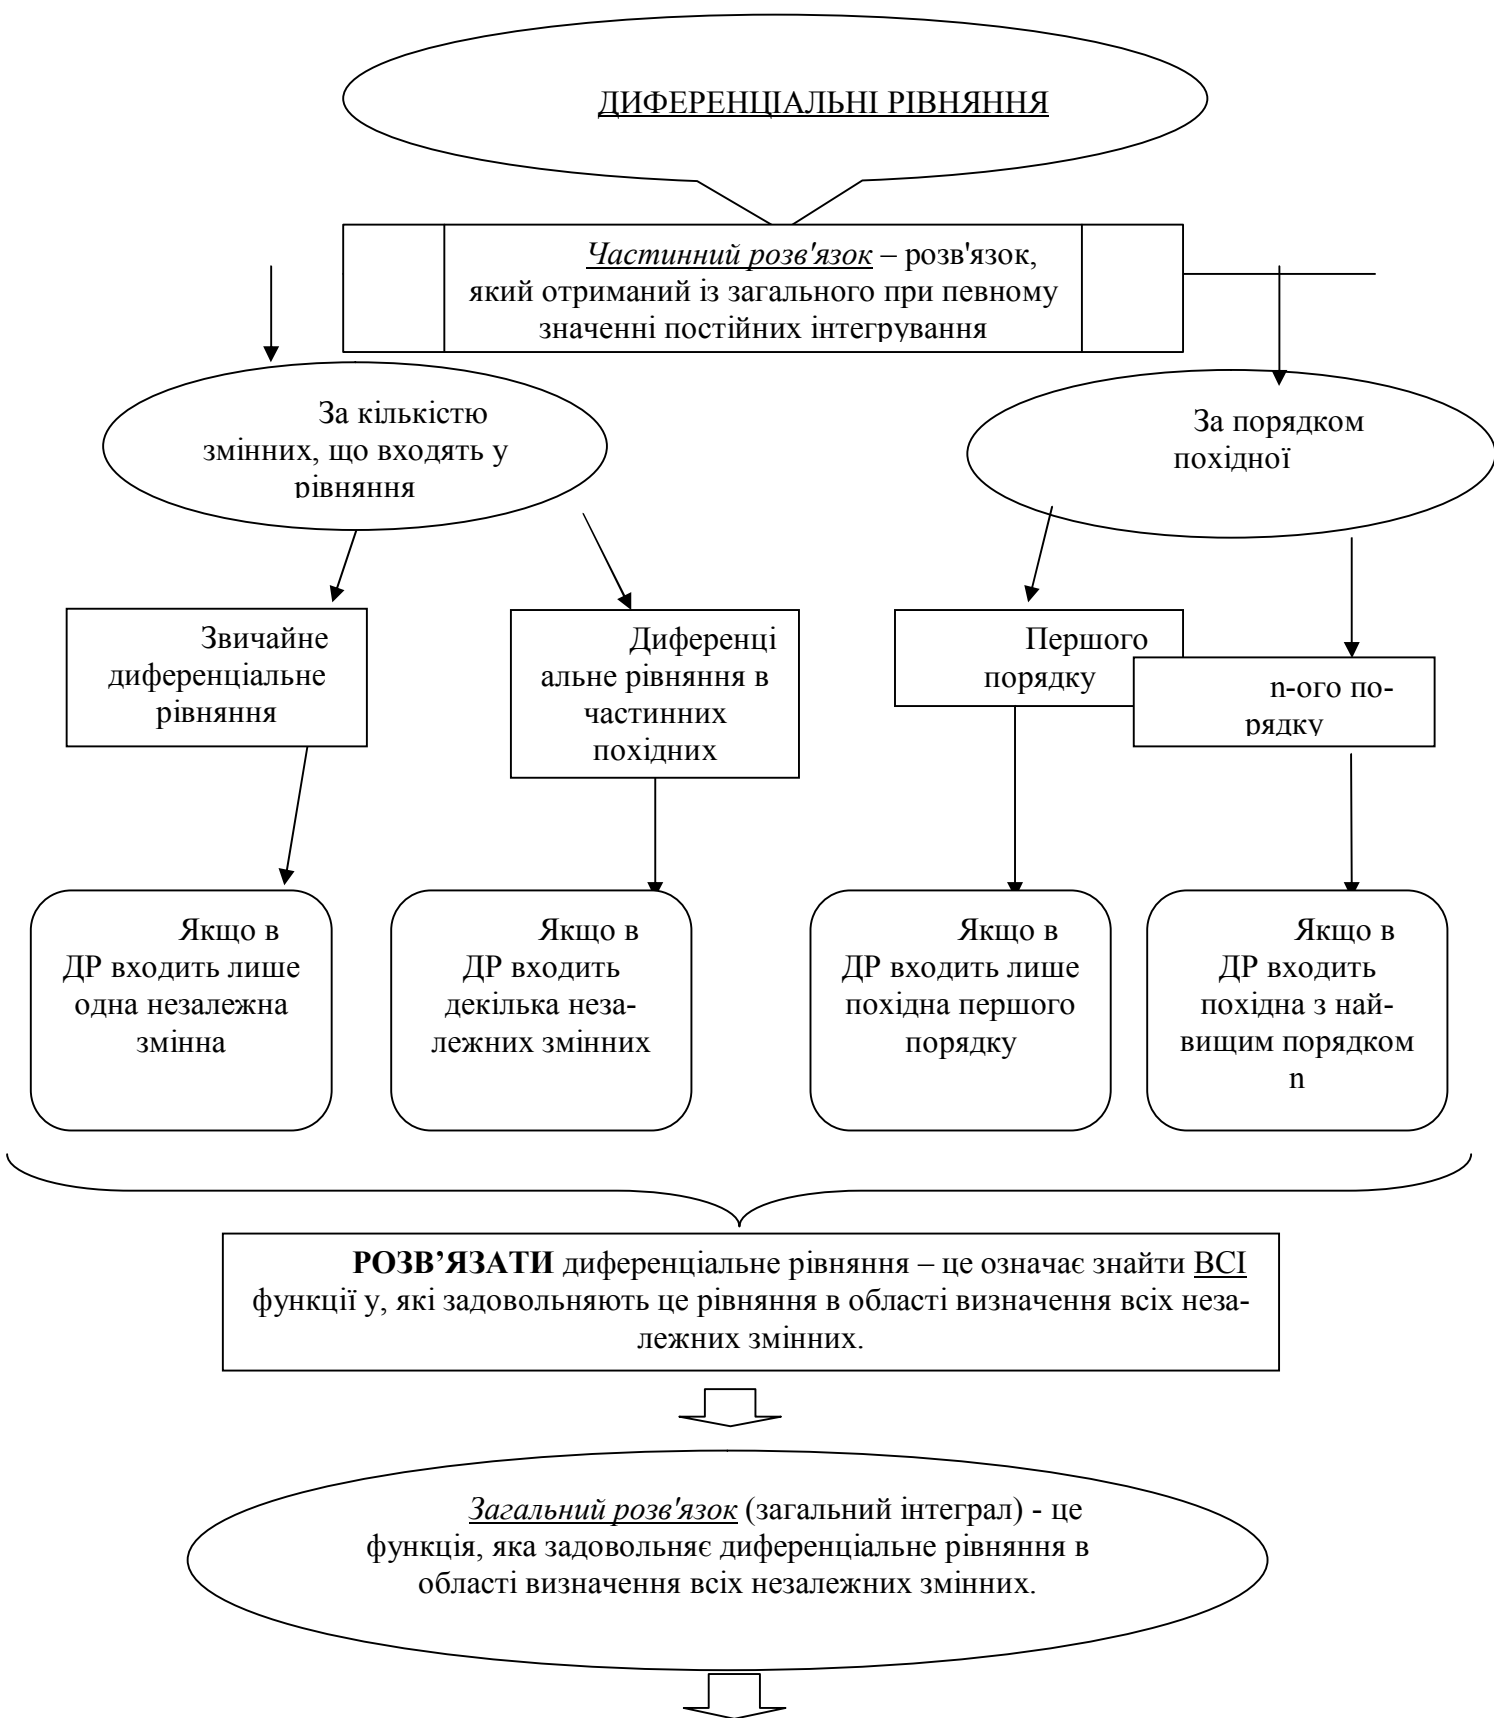 ДИФЕРЕНЦІАЛЬНІ РІВНЯННЯ
Частинний розв'язок – розв'язок,
який отриманий із загального при певному
значенні постійних інтегрування
За кількістю
змінних, що входять у
рівняння
За порядком
похідної
Звичайне
диференціальне
рівняння
Диференці
альне рівняння в
частинних
похідних
Першого
порядку
n-ого по-
рядку
Якщо в
ДР входить лише
одна незалежна
змінна
Якщо в
ДР входить
декілька неза-
лежних змінних
Якщо в
ДР входить лише
похідна першого
порядку
Якщо в
ДР входить
похідна з най-
вищим порядком
n
РОЗВ’ЯЗАТИ диференціальне рівняння – це означає знайти ВСІ
функції y, які задовольняють це рівняння в області визначення всіх неза-
лежних змінних.
Загальний розв'язок (загальний інтеграл) - це
функція, яка задовольняє диференціальне рівняння в
області визначення всіх незалежних змінних.